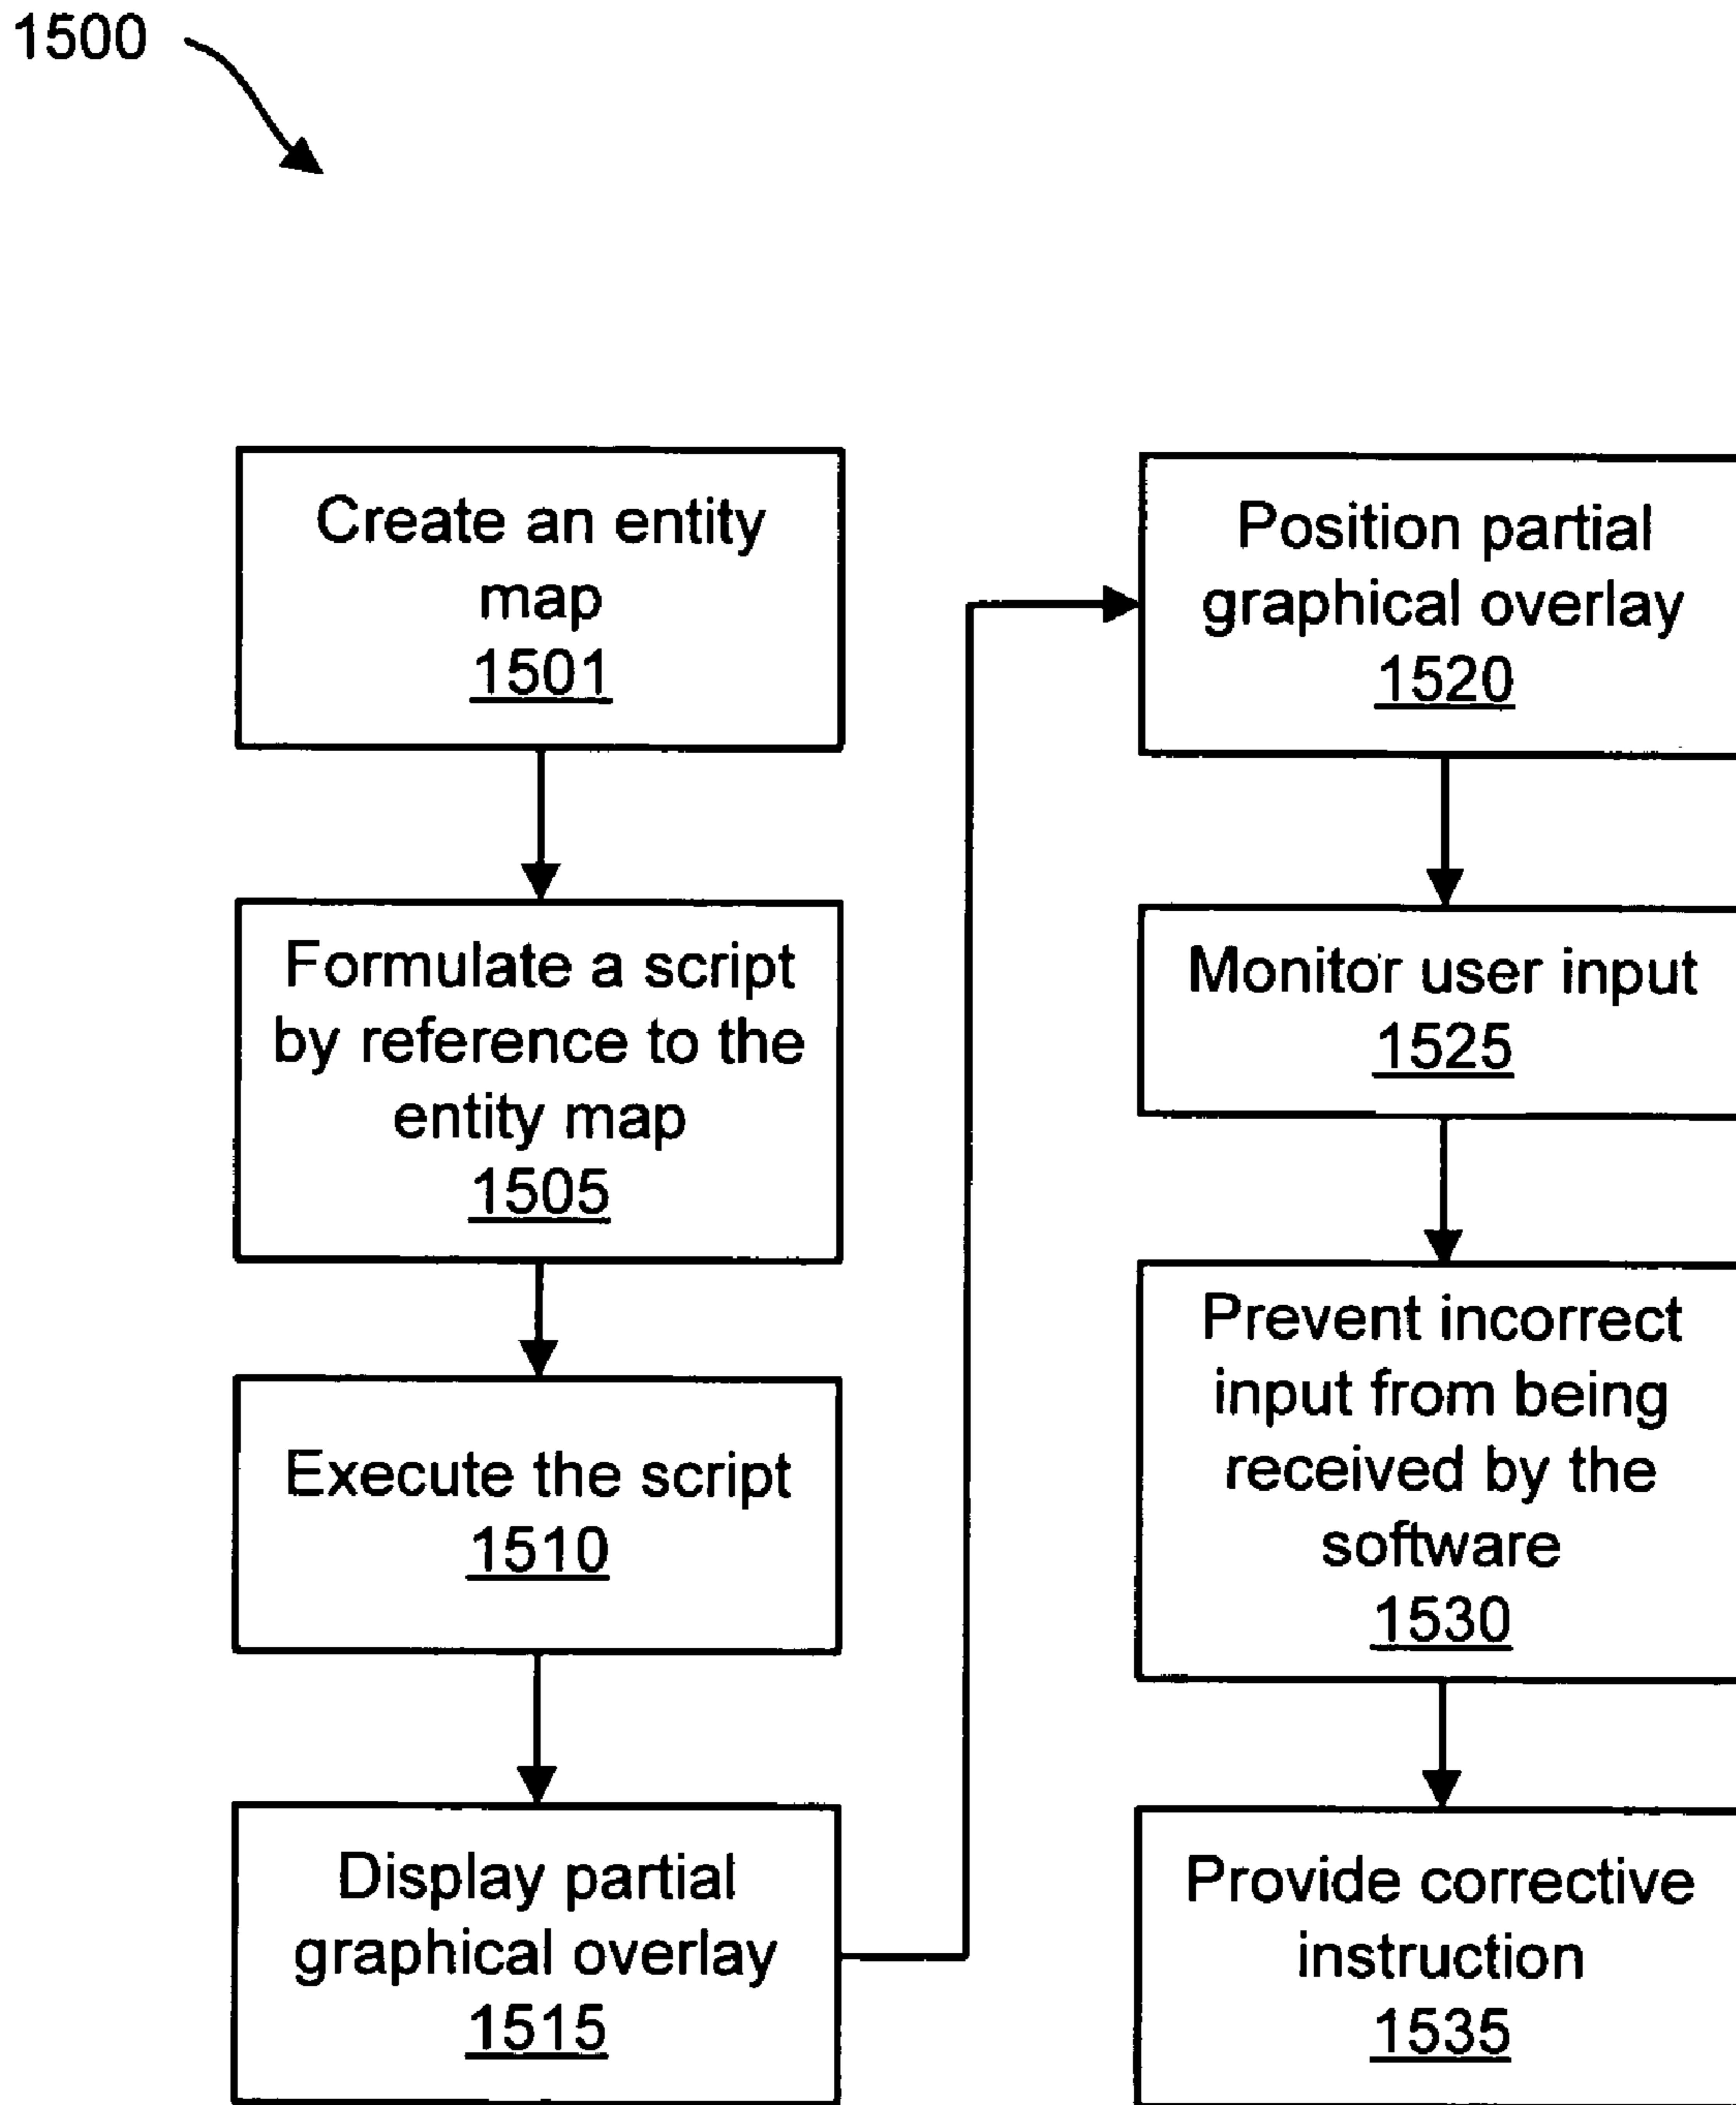 1500
Create an entity
map
1501
Formulate a script
by reference to the
entity map
1505
Execute the script
1510
Display partial
graphical overlay
1515
Position partial
graphical overlay
1520
Monitor user input
1525
Prevent incorrect
input from being
received by the
software
1530
Provide corrective
instruction
1535